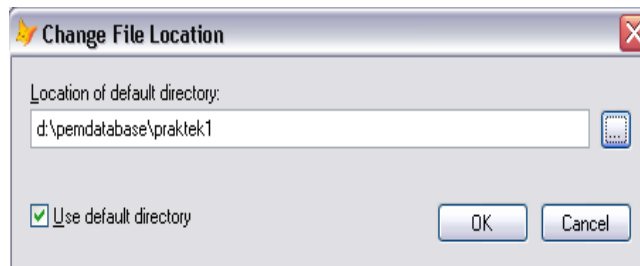 Change File Location
Location of default directory:
d:\pemdatabase\praktek1
...
Use default directory
OK Cancel